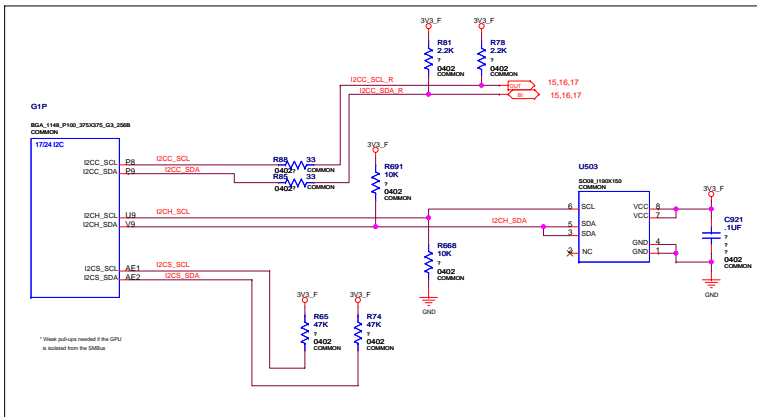 3V3_F
3V3_F
R81
2.2K
?
0402
COMMON
R78
2.2K
?
0402
COMMON
I2CC_SCL_R
OUT
15,16,17
I2CC_SDA_R
BI
15,16,17
G1P
BGA_1148_P100_375X375_G3_256B
COMMON
17/24 I2C
I2CC_SCL P8 I2CC_SCL
I2CC_SDA P9 I2CC_SDA
R88 33
0402 ? COMMON
R85 33
0402 ? COMMON
3V3_F
R691
10K
?
0402
COMMON
I2CH_SCL U9 I2CH_SCL
I2CH_SDA V9 I2CH_SDA
I2CH_SDA
R668
10K
?
0402
COMMON
GND
U503
SO08_I190X150
COMMON
6 SCL VCC 8
VCC 7
5 SDA
3 SDA GND 4
2 NC GND 1
3V3_F
C921
.1UF
?
?
0402
COMMON
GND
I2CS_SCL AE1 I2CS_SCL
I2CS_SDA AE2 I2CS_SDA
3V3_F
3V3_F
R65
47K
?
0402
COMMON
R74
47K
?
0402
COMMON
* Weak pull-ups needed if the GPU
is isolated from the SMBus